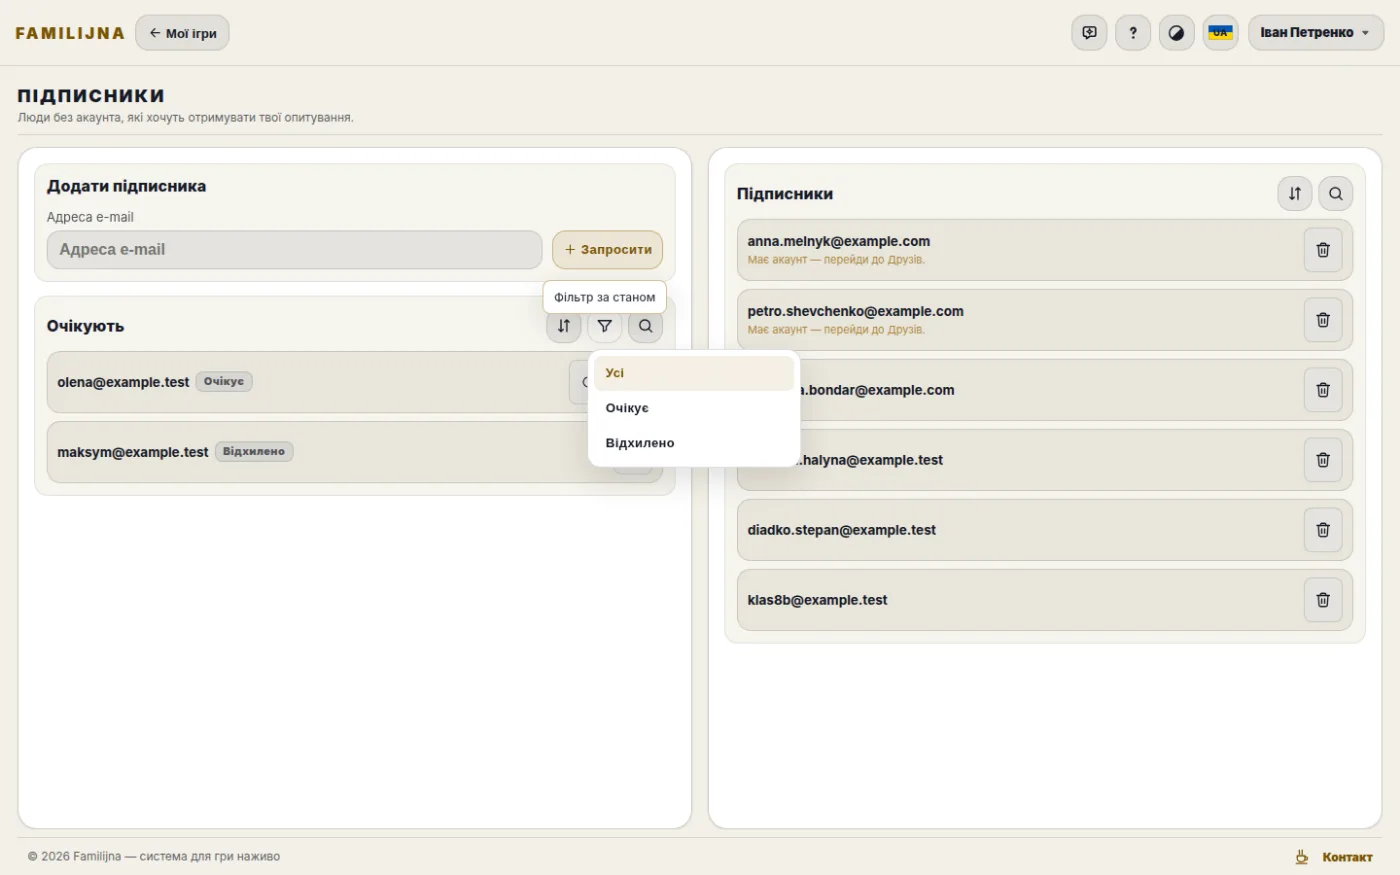 FAMILIJNA
← Мої ігри
?
UA
Іван Петренко
ПІДПИСНИКИ
Люди без акаунта, які хочуть отримувати твої опитування.
Додати підписника
Адреса e-mail
Адреса e-mail
+ Запросити
Фільтр за станом
Очікують
olena@example.test Очікує
maksym@example.test Відхилено
Усі
Очікує
Відхилено
Підписники
anna.melnyk@example.com
Має акаунт — перейди до Друзів.
petro.shevchenko@example.com
Має акаунт — перейди до Друзів.
a.bondar@example.com
.halyna@example.test
diadko.stepan@example.test
klas8b@example.test
© 2026 Familijna — система для гри наживо
Контакт